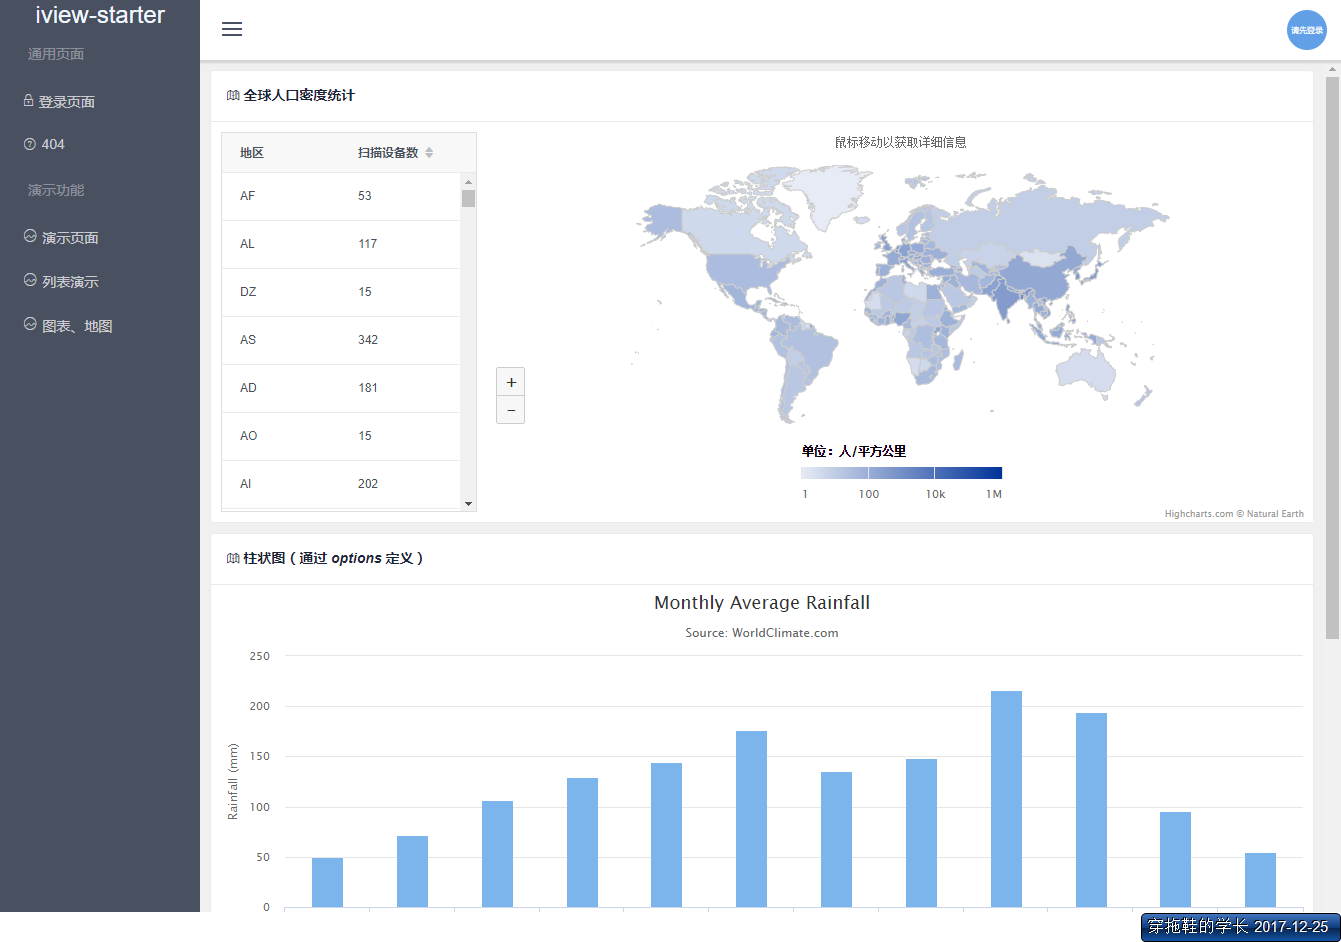 iview-starter
通用页面
登录页面
404
演示功能
演示页面
列表演示
图表、地图
请先登录
全球人口密度统计
地区 扫描设备数
AF 53
AL 117
DZ 15
AS 342
AD 181
AO 15
AI 202
鼠标移动以获取详细信息
+
−
单位：人/平方公里
1 100 10k 1M
Highcharts.com © Natural Earth
柱状图（通过 options 定义）
Monthly Average Rainfall
Source: WorldClimate.com
Rainfall (mm)
250
200
150
100
50
0
穿拖鞋的学长 2017-12-25